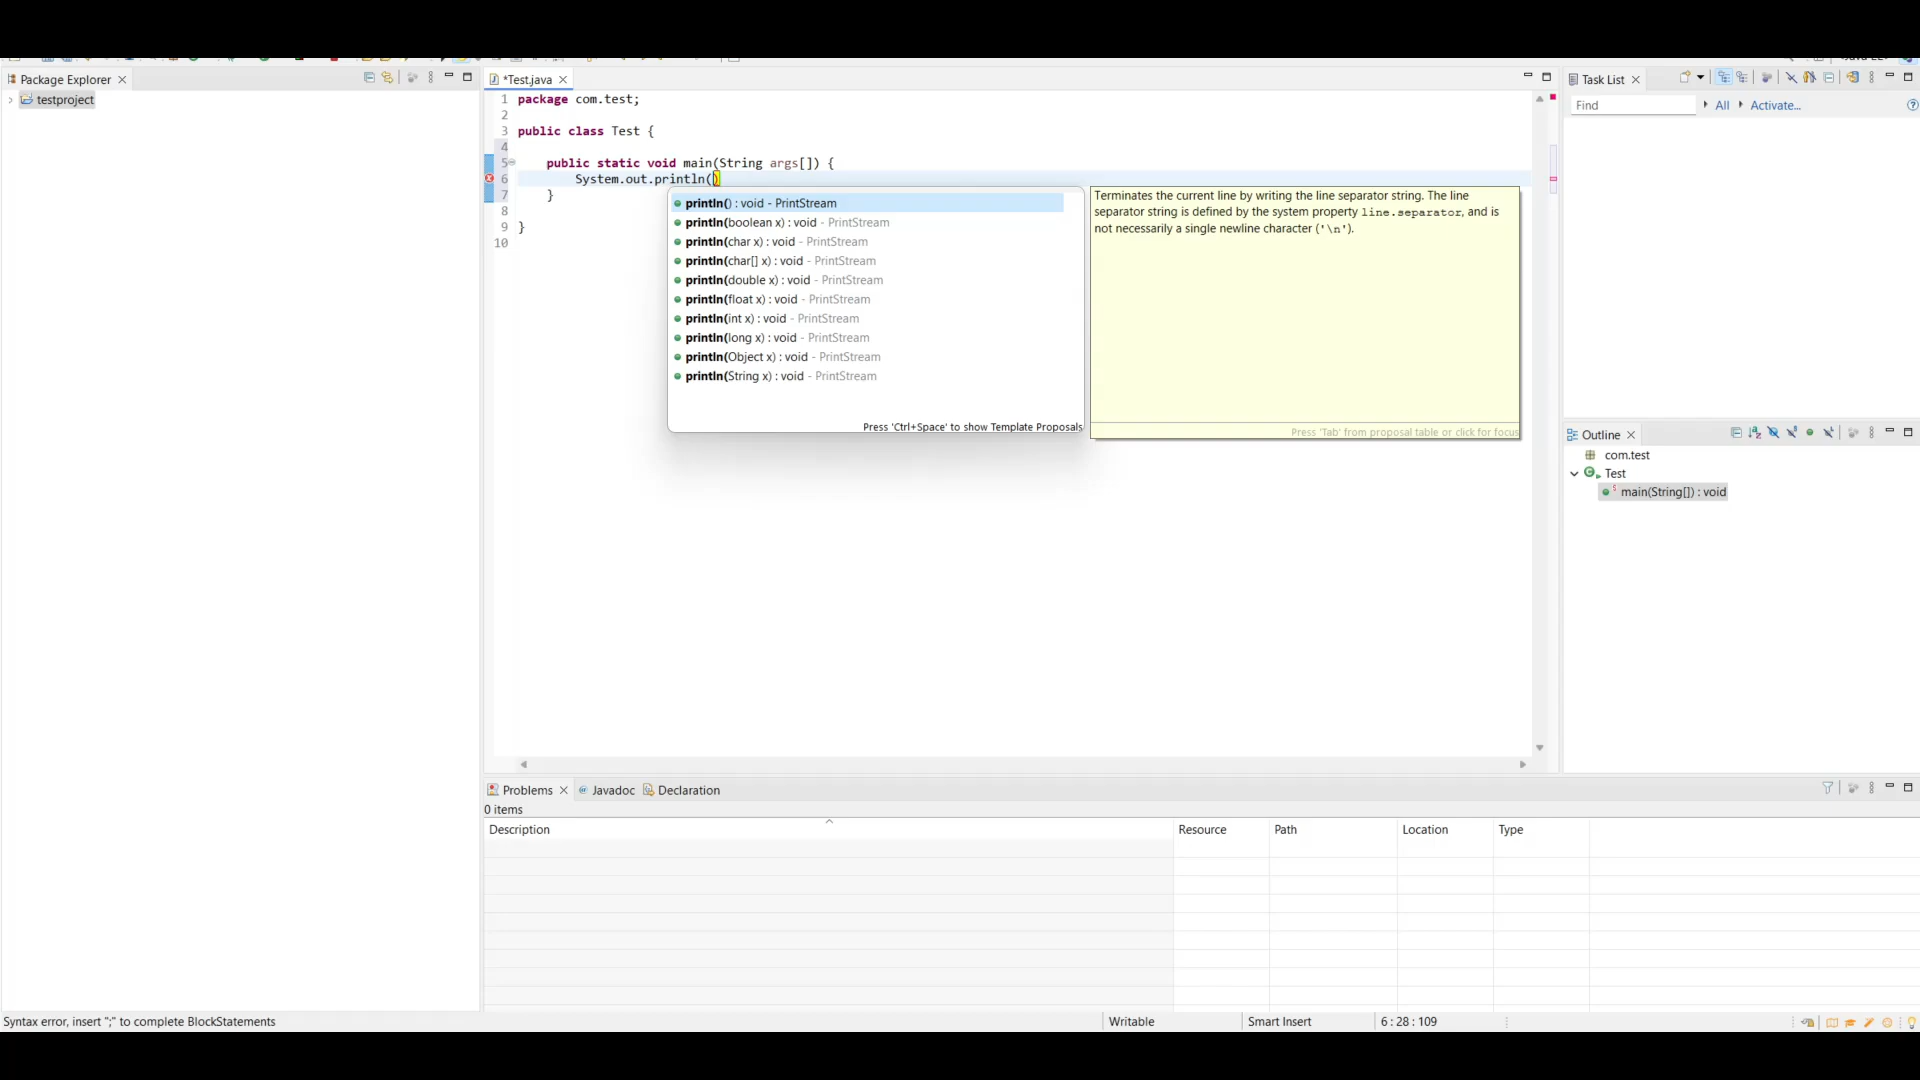 Package Explorer
testproject
*Test.java
1 package com.test;
2
3 public class Test {
4
5 public static void main(String args[]) {
6 System.out.println()
7 }
8
9 }
10
println() : void - PrintStream
println(boolean x) : void - PrintStream
println(char x) : void - PrintStream
println(char[] x) : void - PrintStream
println(double x) : void - PrintStream
println(float x) : void - PrintStream
println(int x) : void - PrintStream
println(long x) : void - PrintStream
println(Object x) : void - PrintStream
println(String x) : void - PrintStream
Press 'Ctrl+Space' to show Template Proposals
Terminates the current line by writing the line separator string. The line
separator string is defined by the system property line.separator, and is
not necessarily a single newline character ('\n').
Press 'Tab' from proposal table or click for focus
Task List
Find
All
Activate...
Outline
com.test
Test
main(String[]) : void
Problems
Javadoc
Declaration
0 items
Description
Resource
Path
Location
Type
Syntax error, insert ";" to complete BlockStatements
Writable
Smart Insert
6 : 28 : 109